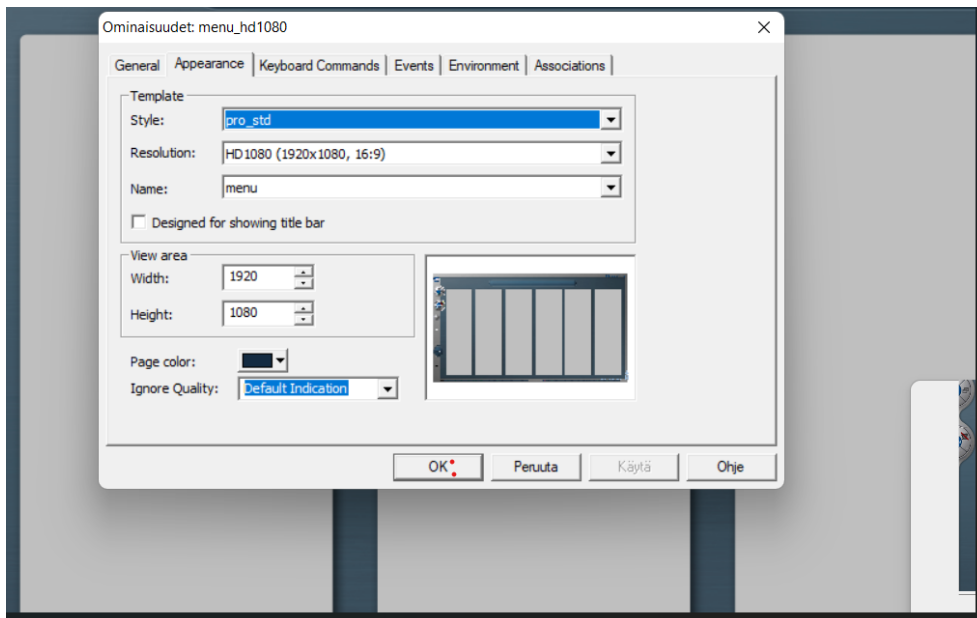 Ominaisuudet: menu_hd1080
General Appearance Keyboard Commands Events Environment Associations
Template
Style: pro_std
Resolution: HD1080 (1920x1080, 16:9)
Name: menu
Designed for showing title bar
View area
Width: 1920
Height: 1080
Page color:
Ignore Quality: Default Indication
OK Peruuta Käytä Ohje